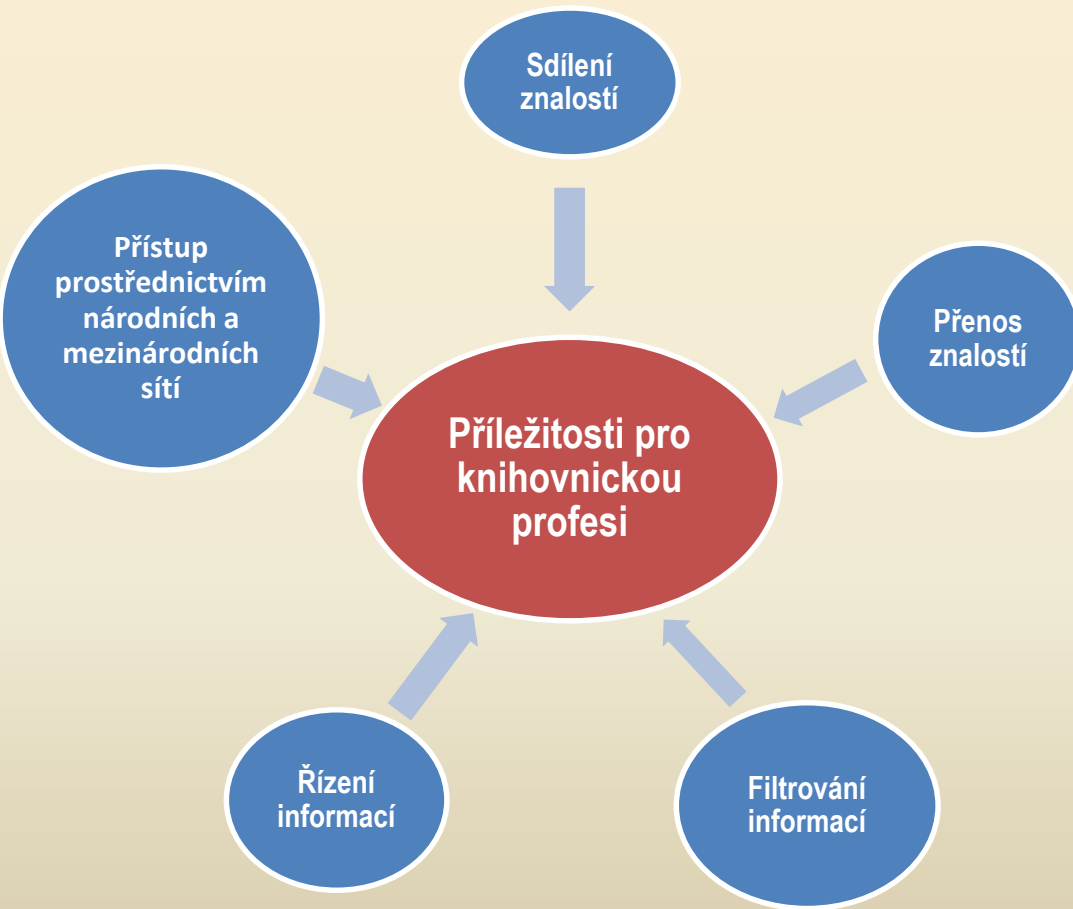 Sdílení
znalostí
Přístup
prostřednictvím
národních a
mezinárodních
sítí
Přenos
znalostí
Příležitosti pro
knihovnickou
profesi
Řízení
informací
Filtrování
informací